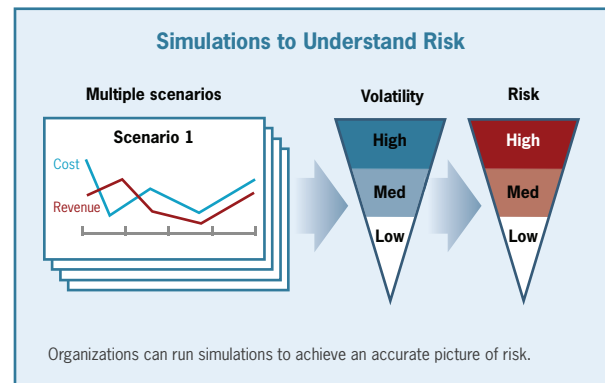 Simulations to Understand Risk
Multiple scenarios
Volatility
Risk
Scenario 1
Cost
Revenue
High
Med
Low
High
Med
Low
Organizations can run simulations to achieve an accurate picture of risk.